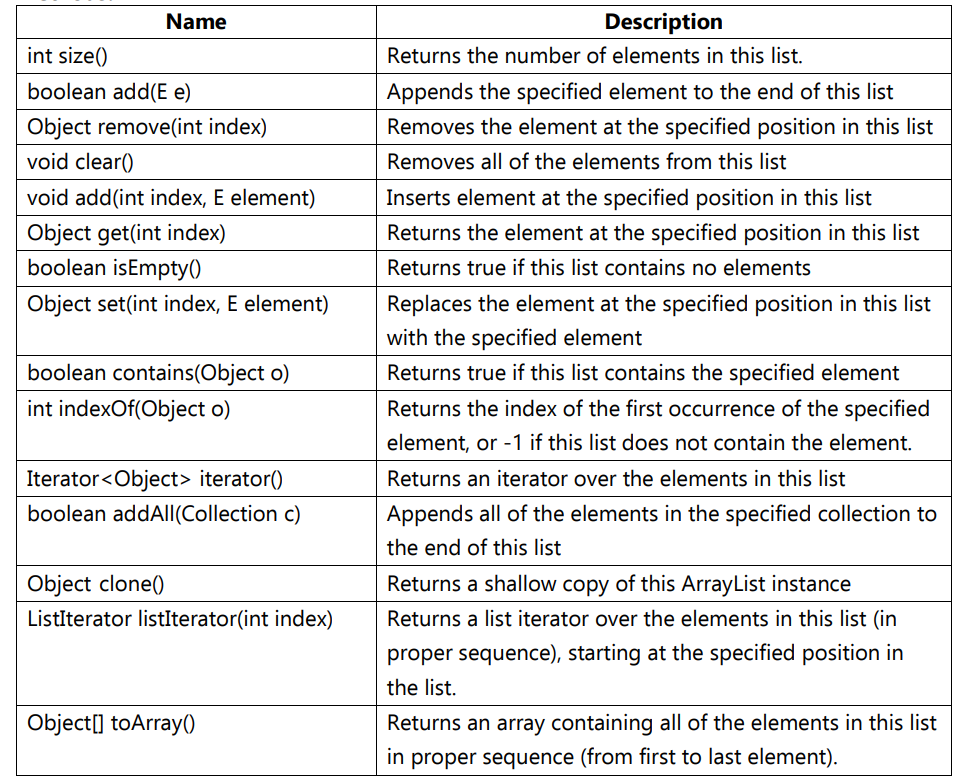 Name Description
int size() Returns the number of elements in this list.
boolean add(E e) Appends the specified element to the end of this list
Object remove(int index) Removes the element at the specified position in this list
void clear() Removes all of the elements from this list
void add(int index, E element) Inserts element at the specified position in this list
Object get(int index) Returns the element at the specified position in this list
boolean isEmpty() Returns true if this list contains no elements
Object set(int index, E element) Replaces the element at the specified position in this list
with the specified element
boolean contains(Object o) Returns true if this list contains the specified element
int indexOf(Object o) Returns the index of the first occurrence of the specified
element, or -1 if this list does not contain the element.
Iterator<Object> iterator() Returns an iterator over the elements in this list
boolean addAll(Collection c) Appends all of the elements in the specified collection to
the end of this list
Object clone() Returns a shallow copy of this ArrayList instance
ListIterator listIterator(int index) Returns a list iterator over the elements in this list (in
proper sequence), starting at the specified position in
the list.
Object[] toArray() Returns an array containing all of the elements in this list
in proper sequence (from first to last element).